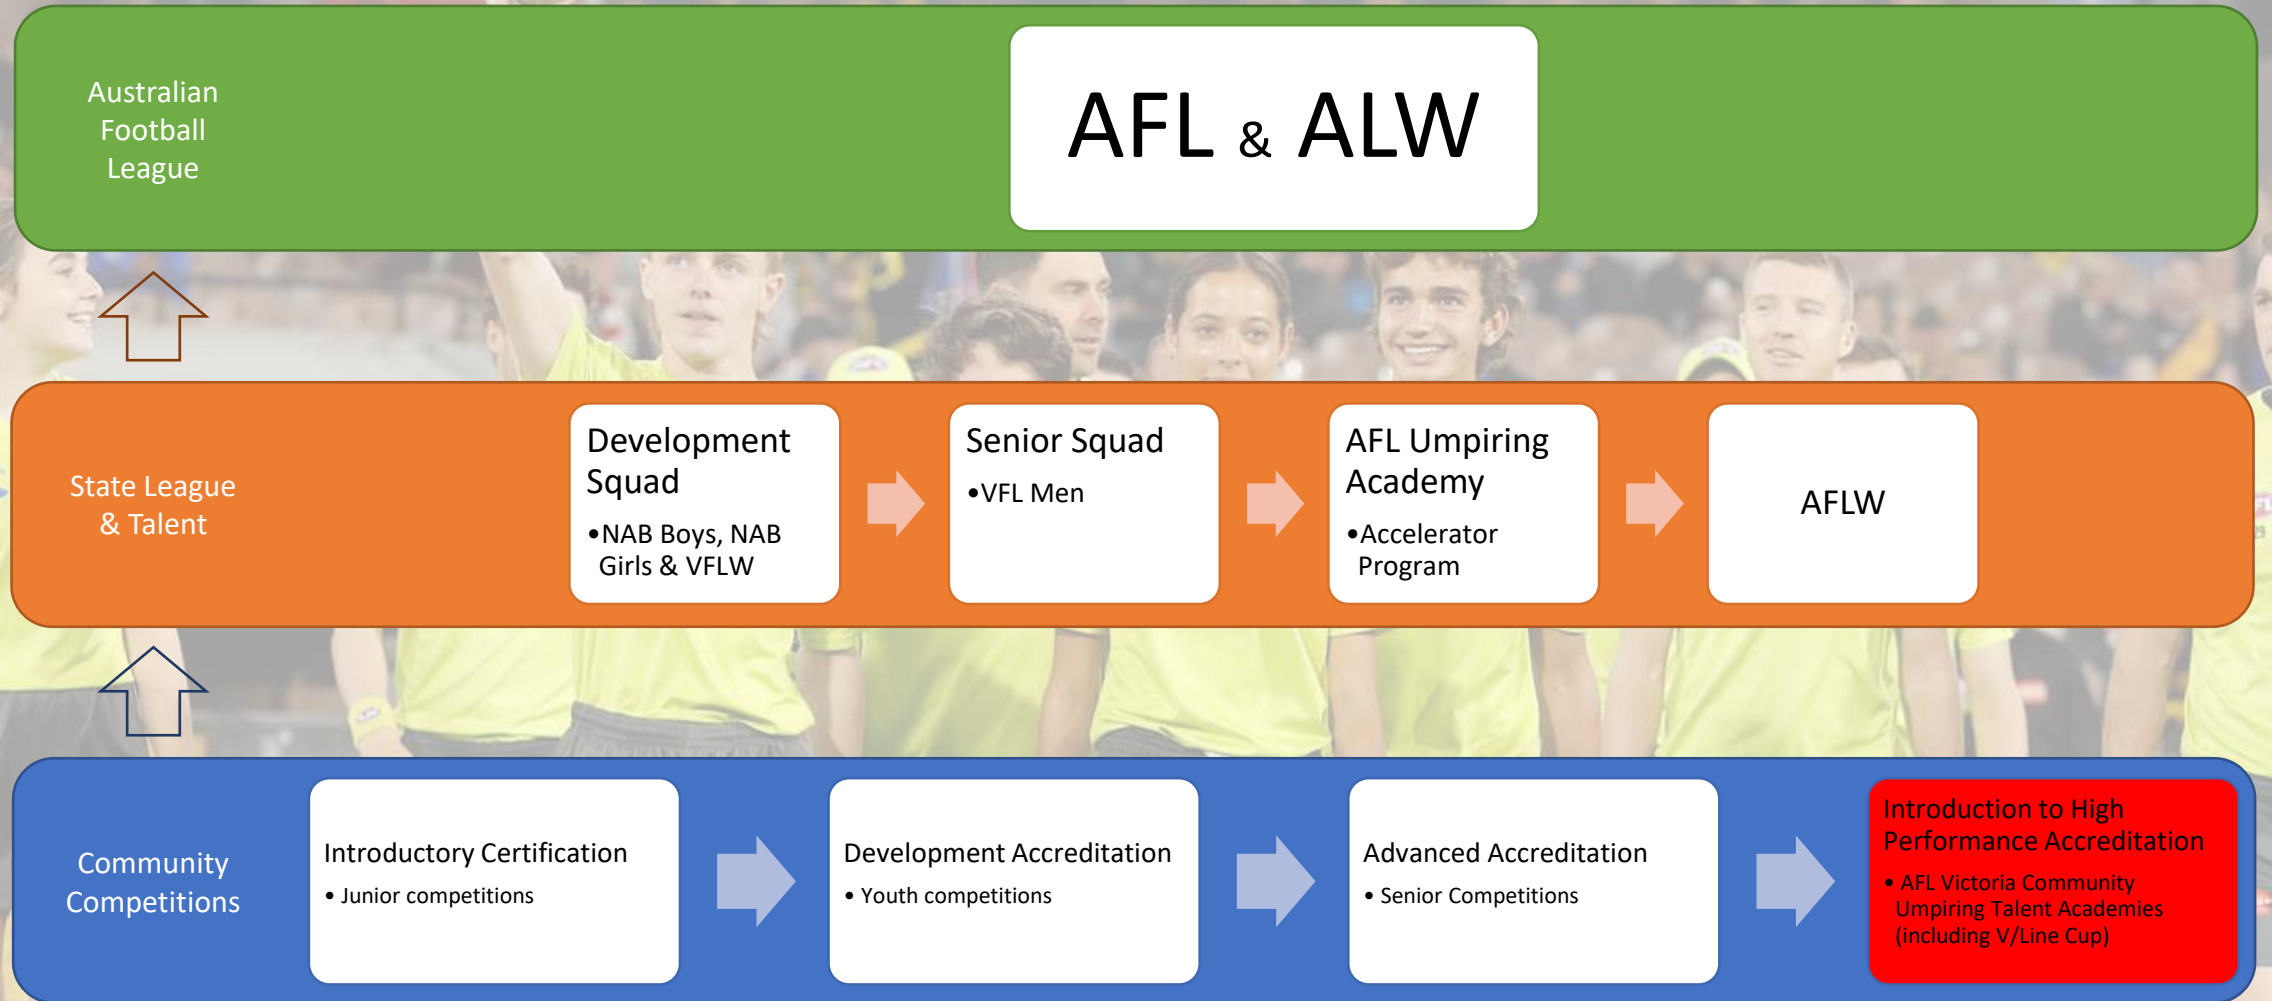 Australian
Football
League
AFL & ALW
State League
& Talent
Development
Squad
•NAB Boys, NAB
Girls & VFLW
Senior Squad
•VFL Men
AFL Umpiring
Academy
•Accelerator
Program
AFLW
Community
Competitions
Introductory Certification
• Junior competitions
Development Accreditation
• Youth competitions
Advanced Accreditation
• Senior Competitions
Introduction to High
Performance Accreditation
• AFL Victoria Community
Umpiring Talent Academies
(including V/Line Cup)